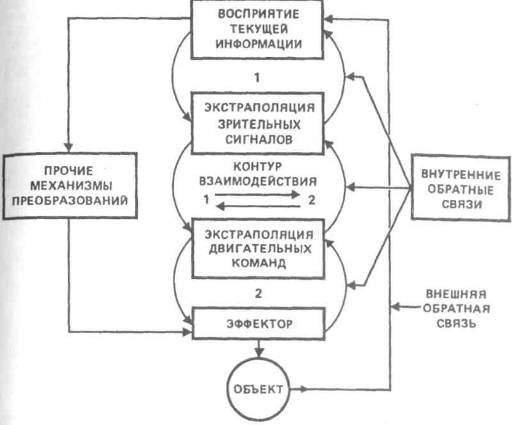 ВОСПРИЯТИЕ
ТЕКУЩЕЙ
ИНФОРМАЦИИ
1
ЭКСТРАПОЛЯЦИЯ
ЗРИТЕЛЬНЫХ
СИГНАЛОВ
ПРОЧИЕ
МЕХАНИЗМЫ
ПРЕОБРАЗОВАНИЙ
КОНТУР
ВЗАИМОДЕЙСТВИЯ
1 2
ВНУТРЕННИЕ
ОБРАТНЫЕ
СВЯЗИ
ЭКСТРАПОЛЯЦИЯ
ДВИГАТЕЛЬНЫХ
КОМАНД
2
ВНЕШНЯЯ
ОБРАТНАЯ
СВЯЗЬ
ЭФФЕКТОР
ОБЪЕКТ